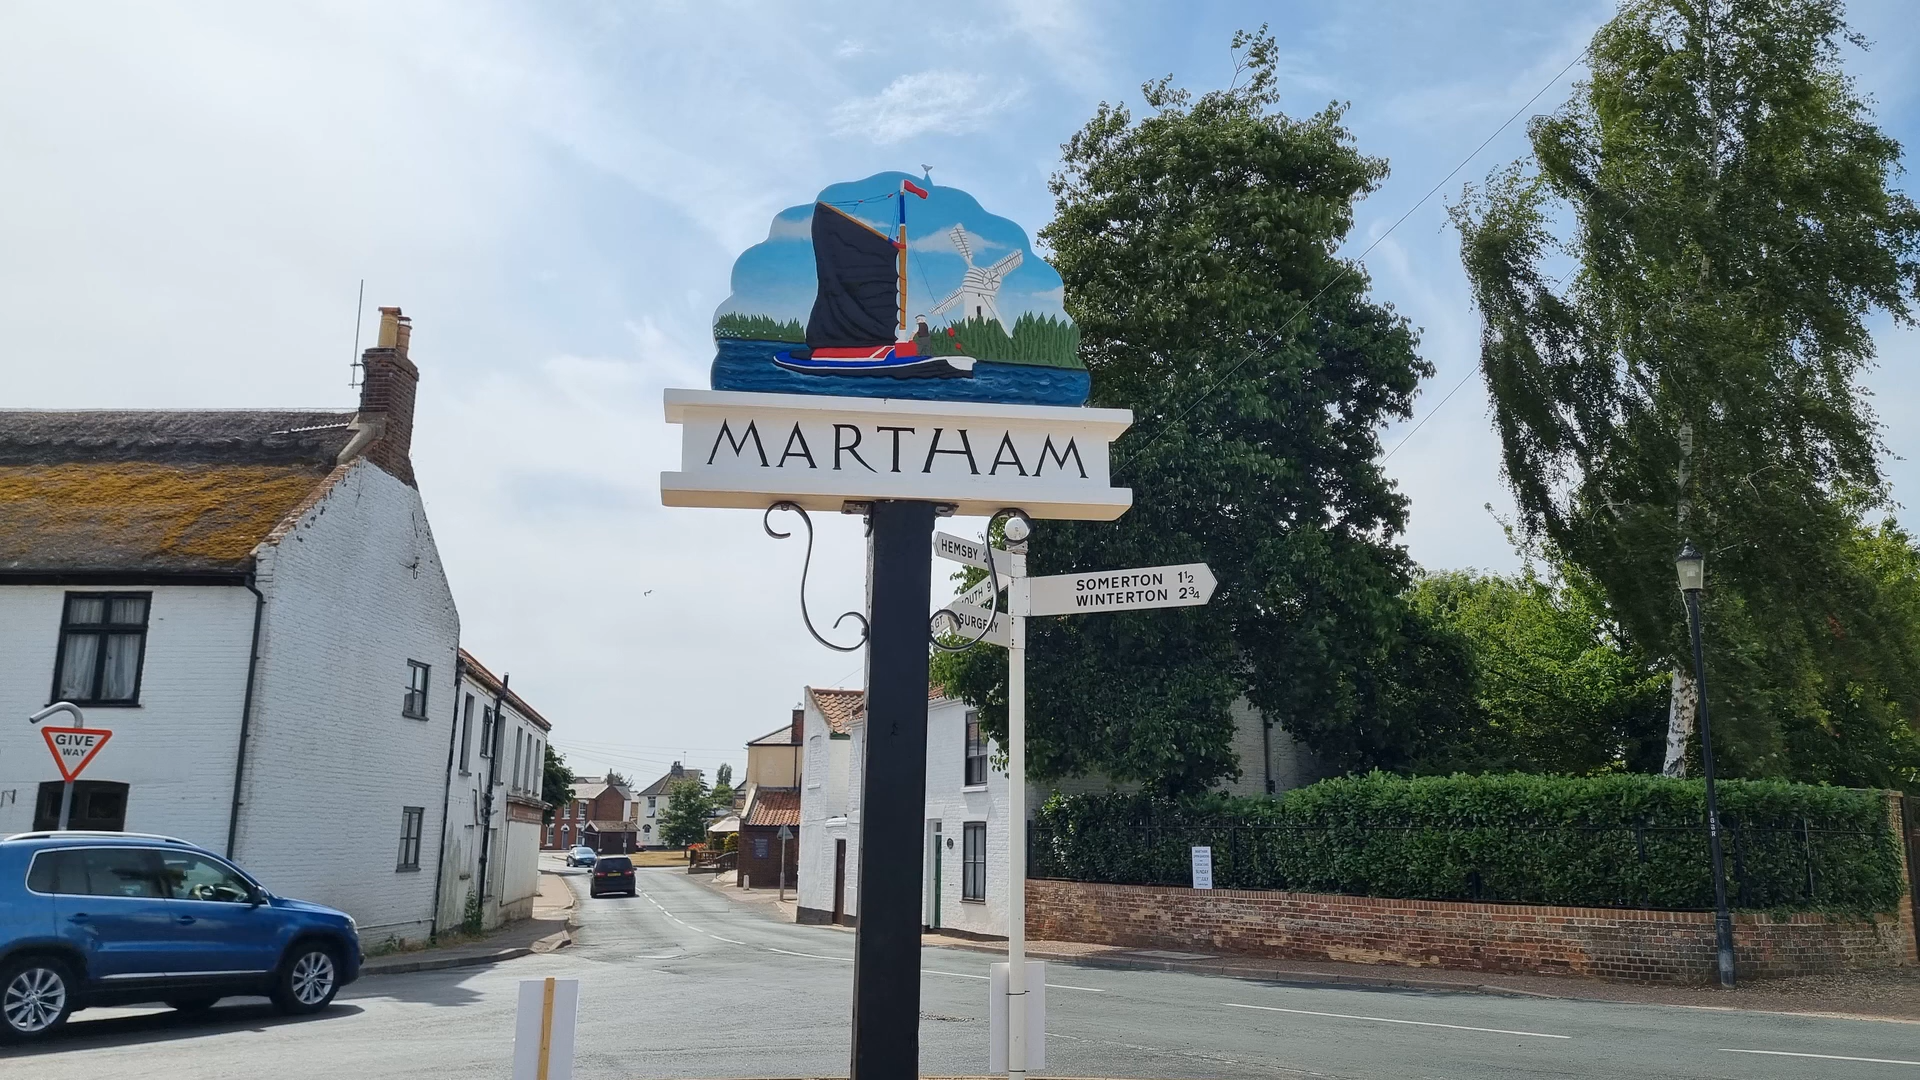 MARTHAM
HEMSBY
SOMERTON 1½
WINTERTON 2¾
SURGERY
GIVE
WAY